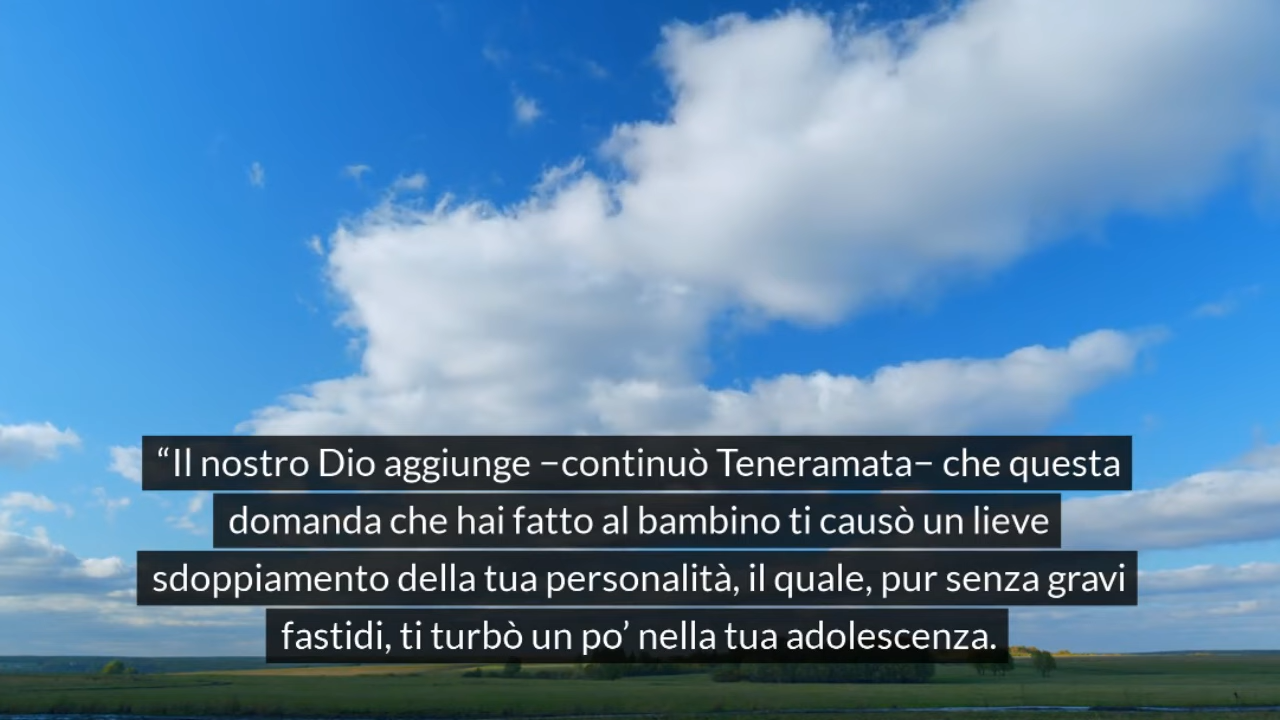 “Il nostro Dio aggiunge –continuò Teneramata– che questa
domanda che hai fatto al bambino ti causò un lieve
sdoppiamento della tua personalità, il quale, pur senza gravi
fastidi, ti turbò un po’ nella tua adolescenza.